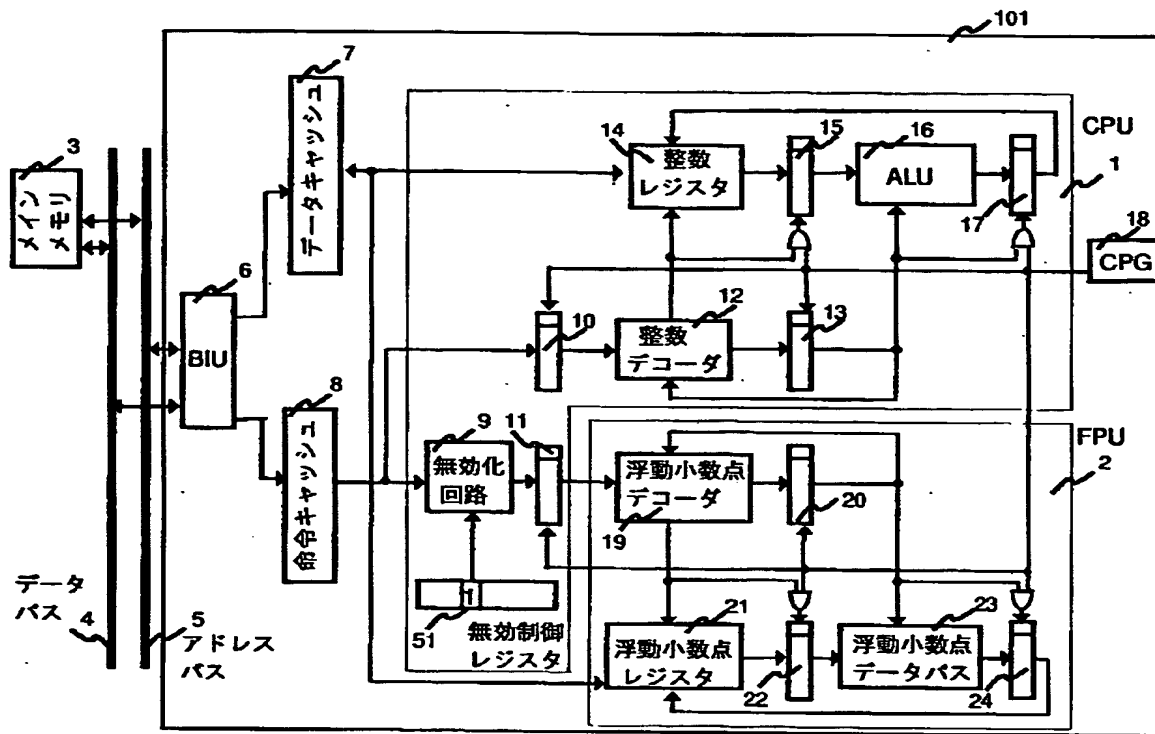 101
7
データキャッシュ
3
メイン
メモリ
14
整数
レジスタ
15
16
ALU
17
CPU
1
18
CPG
6
BIU
10
12
整数
デコーダ
13
8
命令キャッシュ
9
無効化
回路
11
浮動小数点
デコーダ
19
20
FPU
2
51
f
無効制御
レジスタ
21
浮動小数点
レジスタ
22
23
浮動小数点
データパス
24
データ
バス
4
5
アドレス
バス